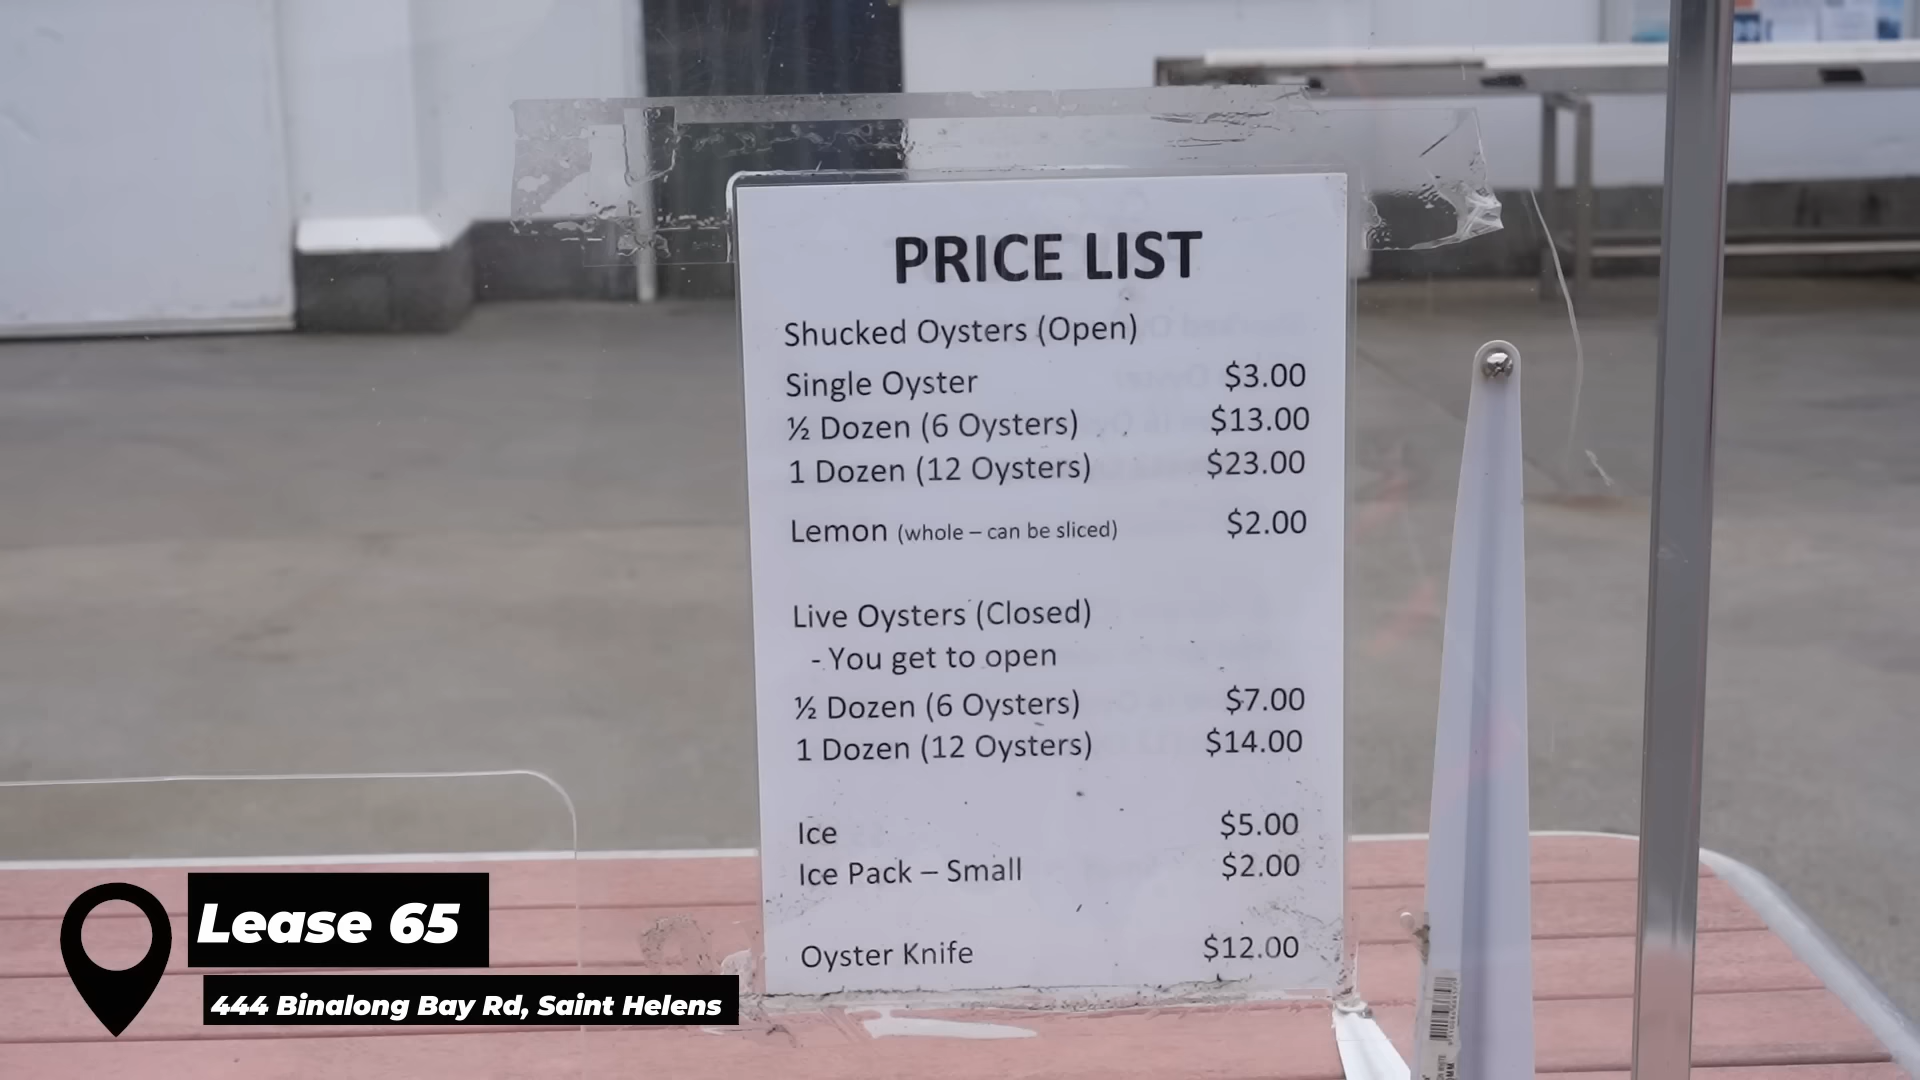 PRICE LIST
Shucked Oysters (Open)
Single Oyster $3.00
½ Dozen (6 Oysters) $13.00
1 Dozen (12 Oysters) $23.00
Lemon (whole – can be sliced) $2.00
Live Oysters (Closed)
- You get to open
½ Dozen (6 Oysters) $7.00
1 Dozen (12 Oysters) $14.00
Ice $5.00
Ice Pack – Small $2.00
Oyster Knife $12.00
Lease 65
444 Binalong Bay Rd, Saint Helens